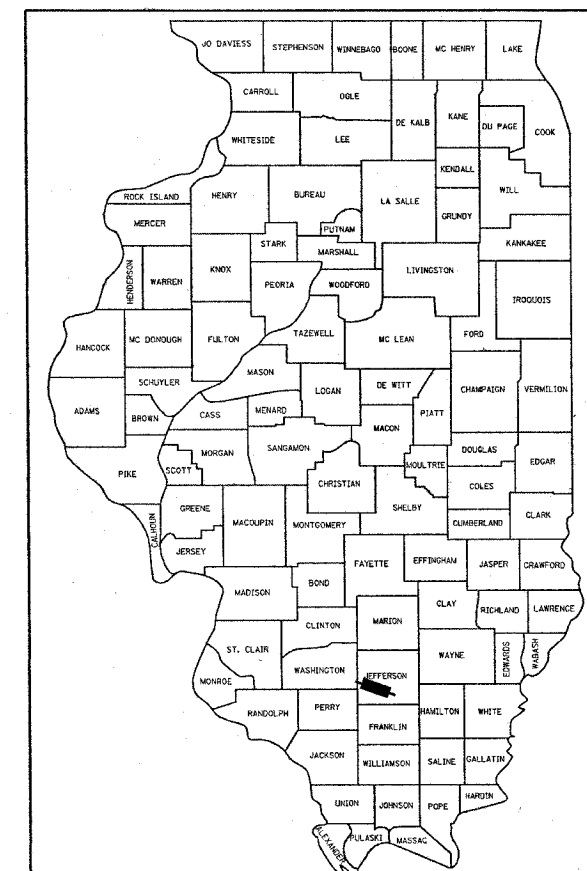 JO DAVIESS
STEPHENSON
WINNEBAGO
BOONE
MC HENRY
LAKE
CARROLL
OGLE
DE KALB
KANE
DU PAGE
COOK
WHITESIDE
LEE
KENDALL
WILL
ROCK ISLAND
HENRY
BUREAU
LA SALLE
GRUNDY
MERCER
PUTNAM
STARK
MARSHALL
KANKAKEE
HENDERSON
WARREN
KNOX
PEORIA
WOODFORD
LIVINGSTON
IROQUOIS
HANCOCK
MC DONOUGH
FULTON
TAZEWELL
MC LEAN
FORD
MASON
SCHUYLER
LOGAN
DE WITT
CHAMPAIGN
VERMILION
ADAMS
BROWN
CASS
MENARD
PIATT
MACON
MORGAN
SANGAMON
DOUGLAS
EDGAR
PIKE
SCOTT
MOULTRIE
CHRISTIAN
COLES
GREENE
MACOUPIN
MONTGOMERY
SHELBY
CLARK
CALHOUN
JERSEY
CUMBERLAND
FAYETTE
EFFINGHAM
JASPER
CRAWFORD
MADISON
BOND
CLAY
RICHLAND
LAWRENCE
CLINTON
MARION
ST. CLAIR
WAYNE
EDWARDS
WABASH
WASHINGTON
JEFFERSON
MONROE
RANDOLPH
PERRY
HAMILTON
WHITE
FRANKLIN
JACKSON
WILLIAMSON
SALINE
GALLATIN
UNION
JOHNSON
POPE
HARDIN
ALEXANDER
PULASKI
MASSAC